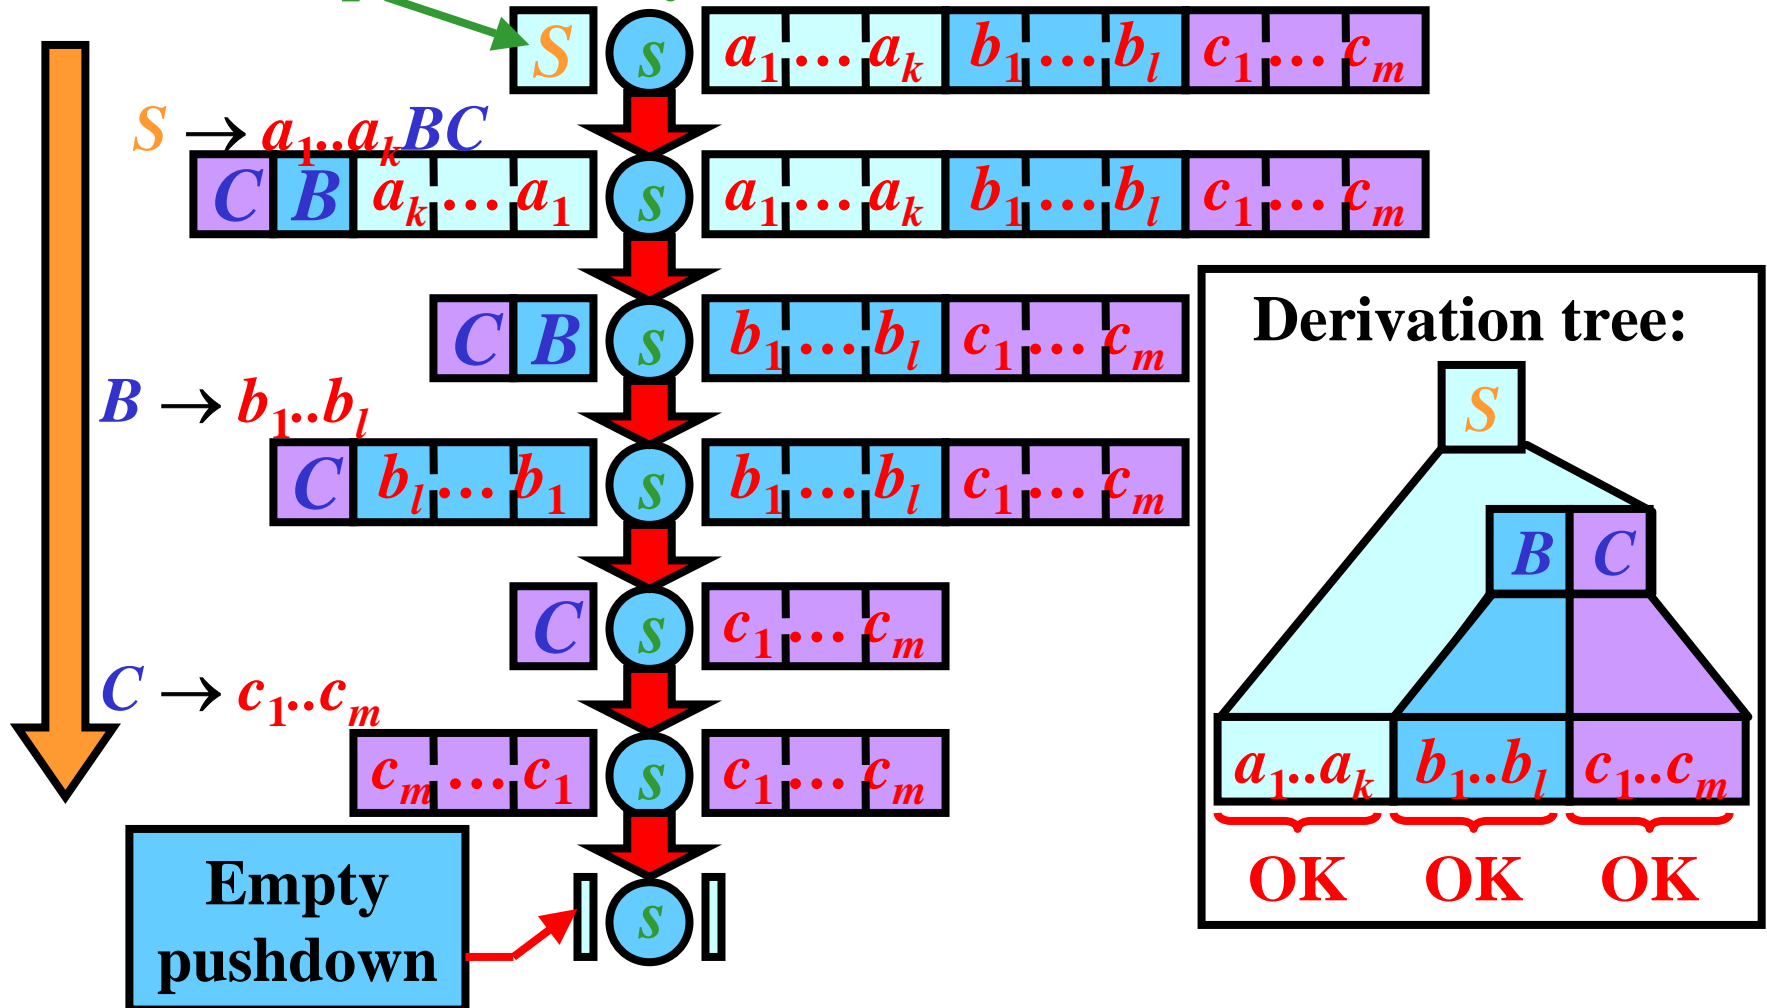 S s a₁ … aₖ b₁ … bₗ c₁ … cₘ
S → a₁..aₖBC
C B aₖ … a₁ s a₁ … aₖ b₁ … bₗ c₁ … cₘ
C B s b₁ … bₗ c₁ … cₘ
B → b₁..bₗ
C bₗ … b₁ s b₁ … bₗ c₁ … cₘ
C s c₁ … cₘ
C → c₁..cₘ
cₘ … c₁ s c₁ … cₘ
s
Empty
pushdown
Derivation tree:
S
B C
a₁..aₖ b₁..bₗ c₁..cₘ
OK OK OK